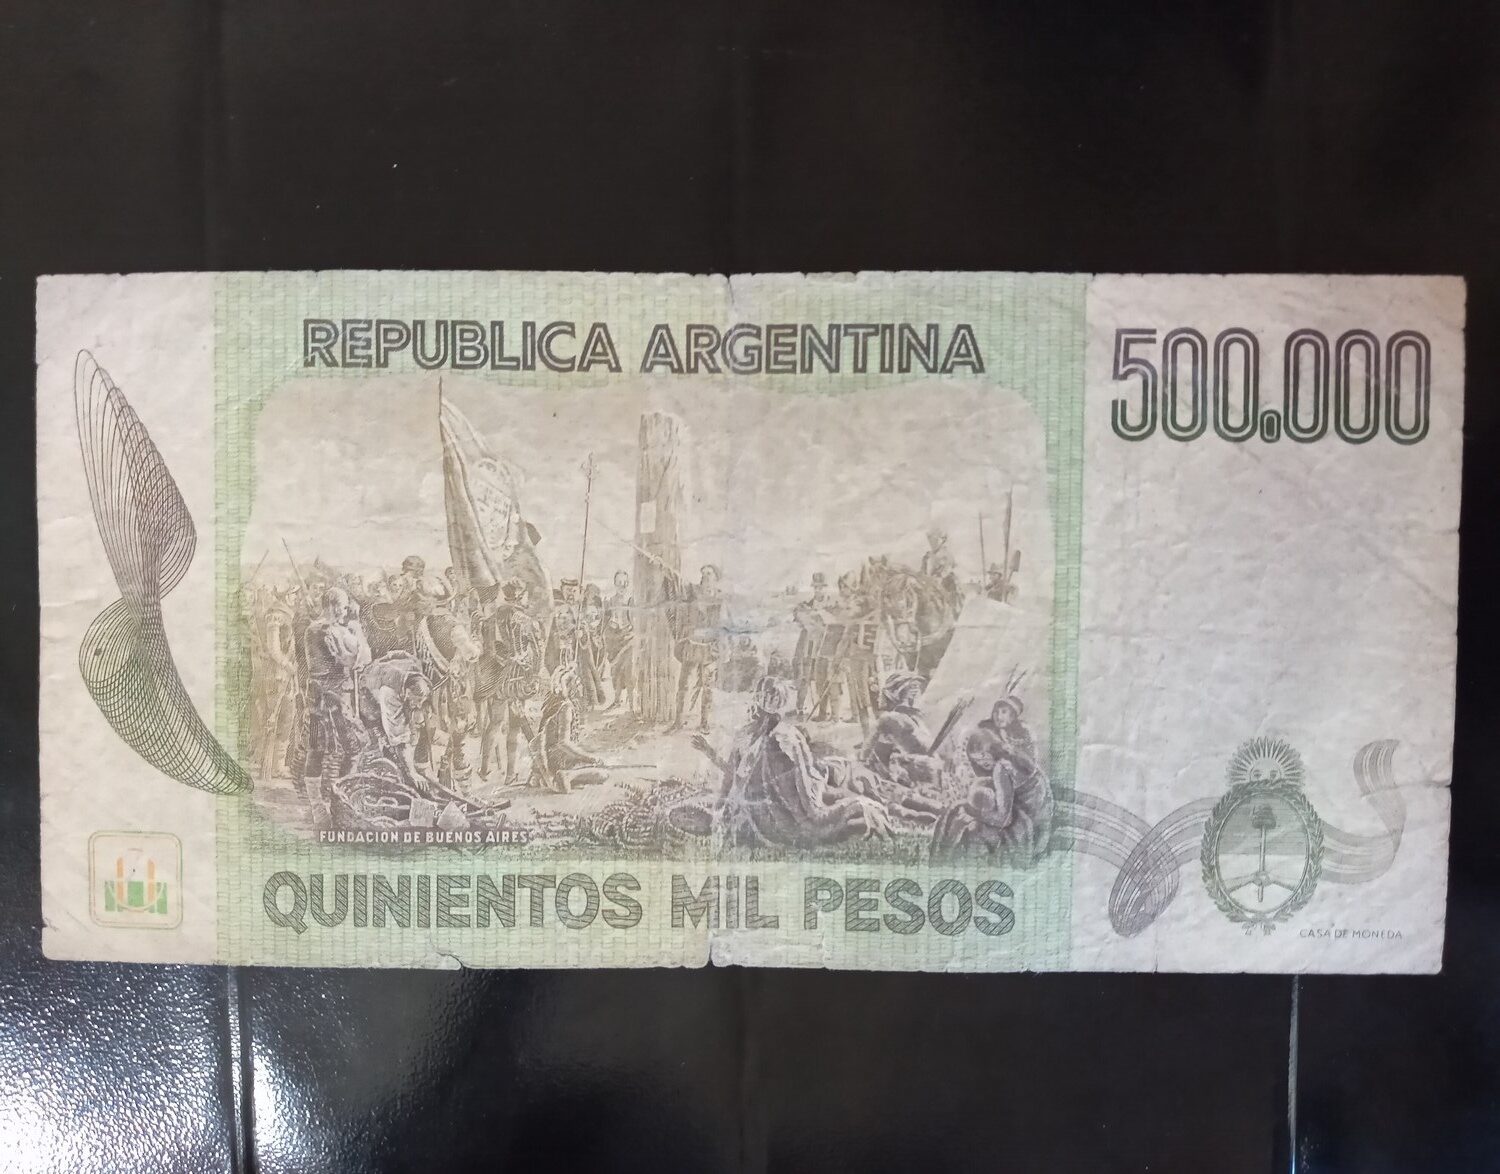 REPUBLICA ARGENTINA
500.000
FUNDACION DE BUENOS AIRES
QUINIENTOS MIL PESOS
CASA DE MONEDA